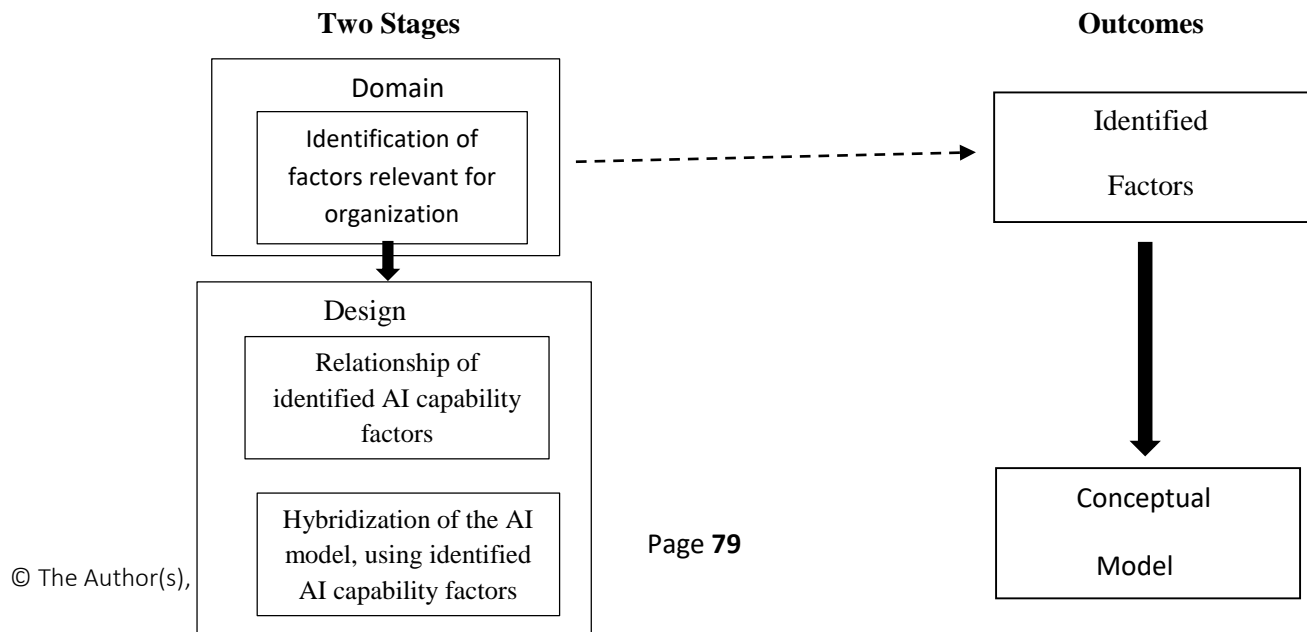 Two Stages
Outcomes
Domain
Identification of
factors relevant for
organization
Identified
Factors
Design
Relationship of
identified AI capability
factors
Hybridization of the AI
model, using identified
AI capability factors
Conceptual
Model
Page 79
© The Author(s),